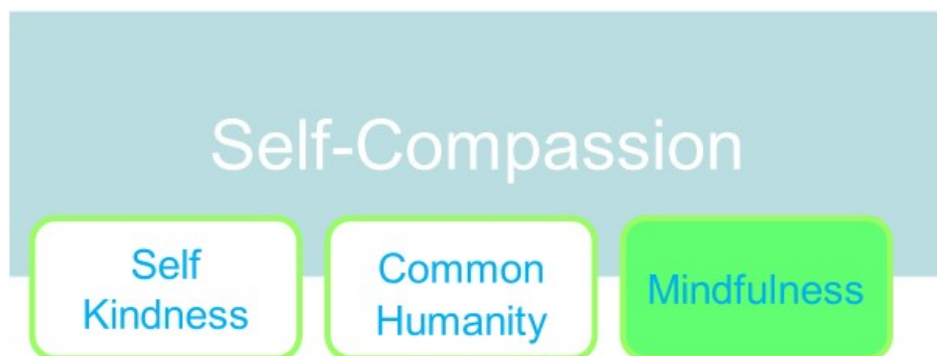 Self-Compassion
Self
Kindness
Common
Humanity
Mindfulness